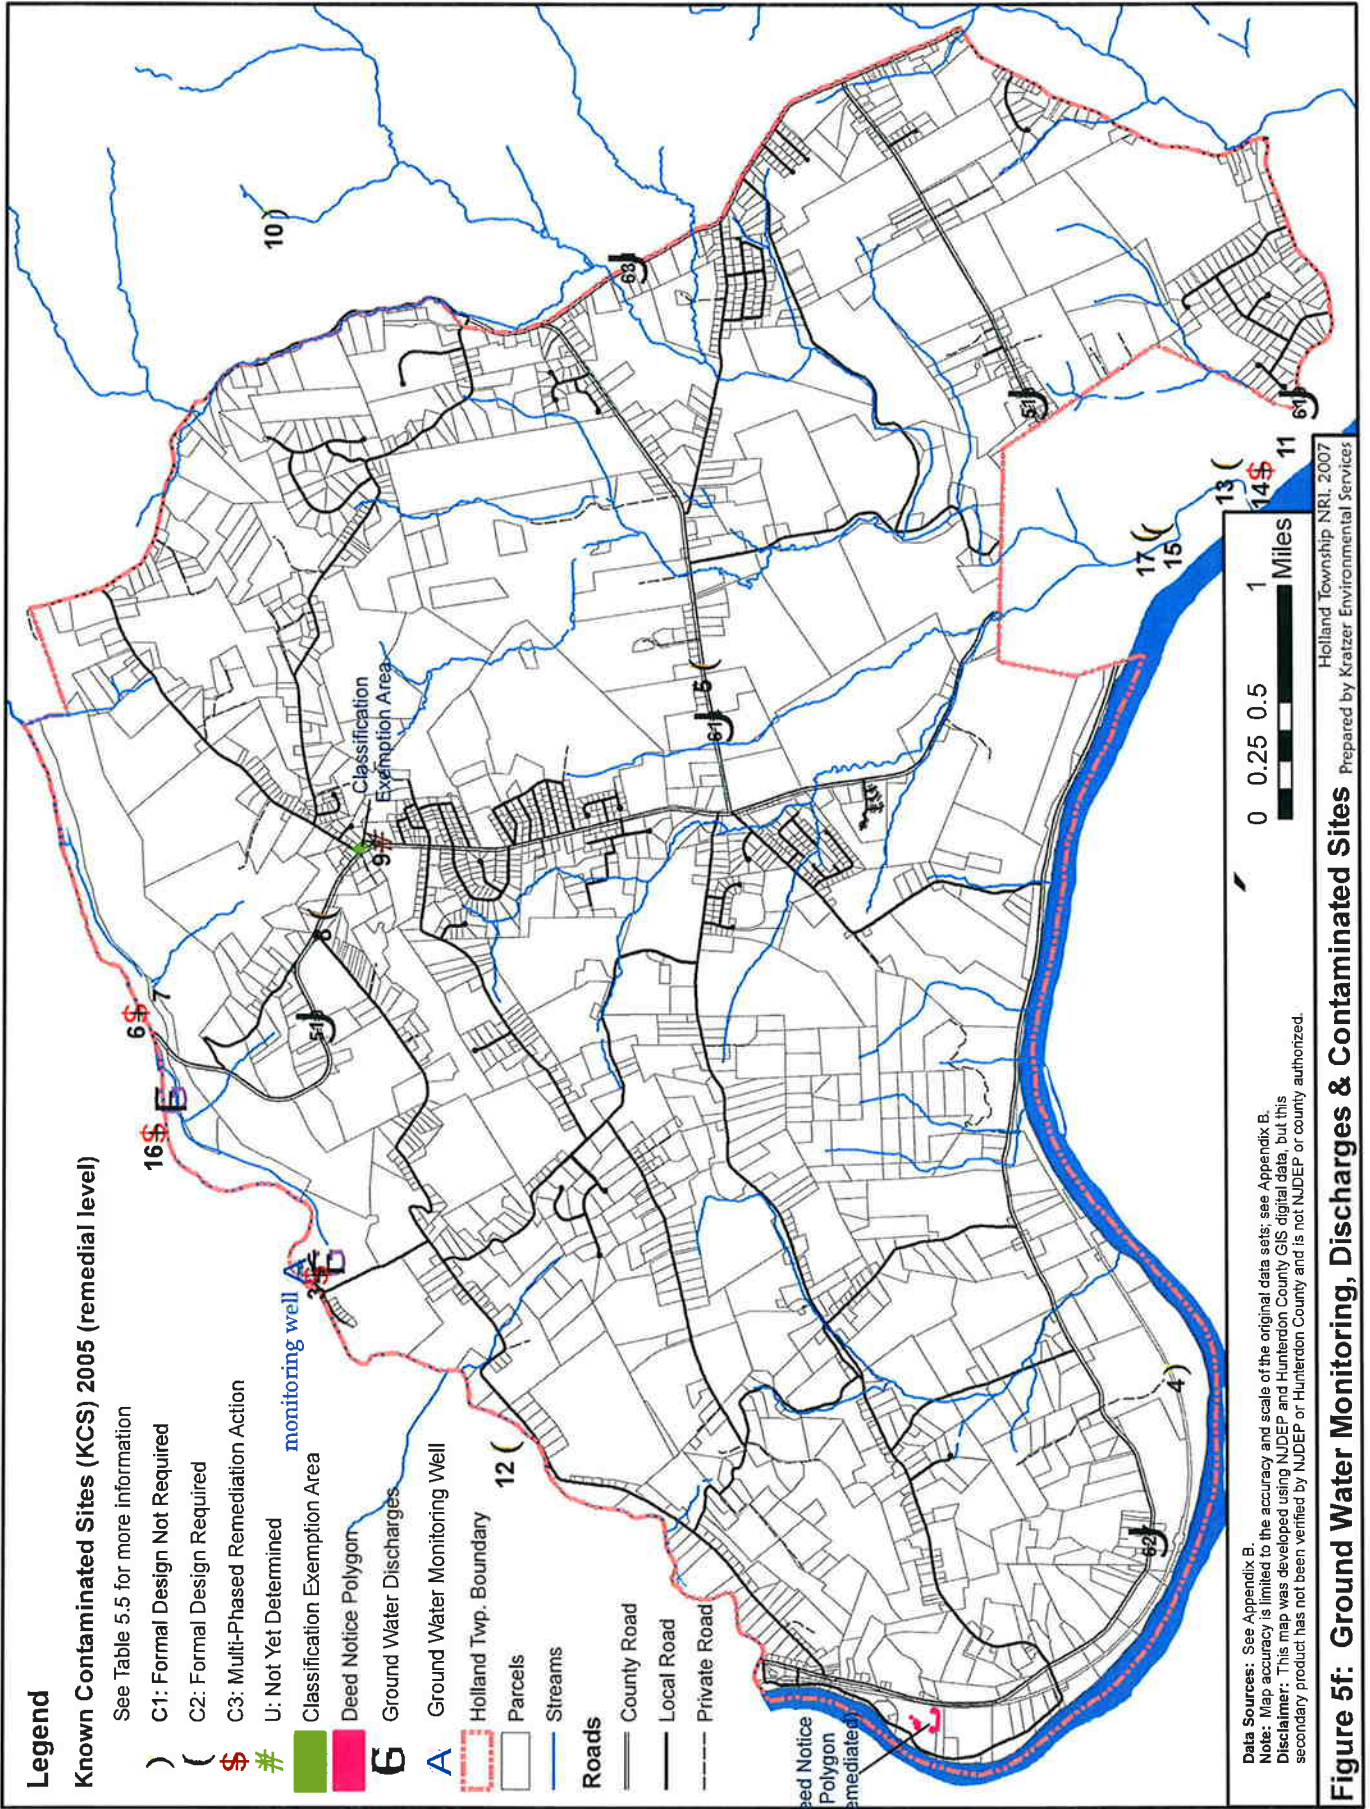 Legend
Known Contaminated Sites (KCS) 2005 (remedial level)
See Table 5.5 for more information
) C1: Formal Design Not Required
( C2: Formal Design Required
$ C3: Multi-Phased Remediation Action
# U: Not Yet Determined
monitoring well
Classification Exemption Area
Deed Notice Polygon
G Ground Water Discharges
A Ground Water Monitoring Well
Holland Twp. Boundary
Parcels
Streams
Roads
County Road
Local Road
Private Road
10
63
7
6$
16$
A
8
9#
Classification
Exemption Area
51
12
5
61
51
61
13
14$
11
17
15
4
62
eed Notice
Polygon
emediated)
0 0.25 0.5 1
Miles
Data Sources: See Appendix B.
Note: Map accuracy is limited to the accuracy and scale of the original data sets; see Appendix B.
Disclaimer: This map was developed using NJDEP and Hunterdon County GIS digital data, but this
secondary product has not been verified by NJDEP or Hunterdon County and is not NJDEP or county authorized.
Holland Township NRI, 2007
Figure 5f: Ground Water Monitoring, Discharges & Contaminated Sites Prepared by Kratzer Environmental Services